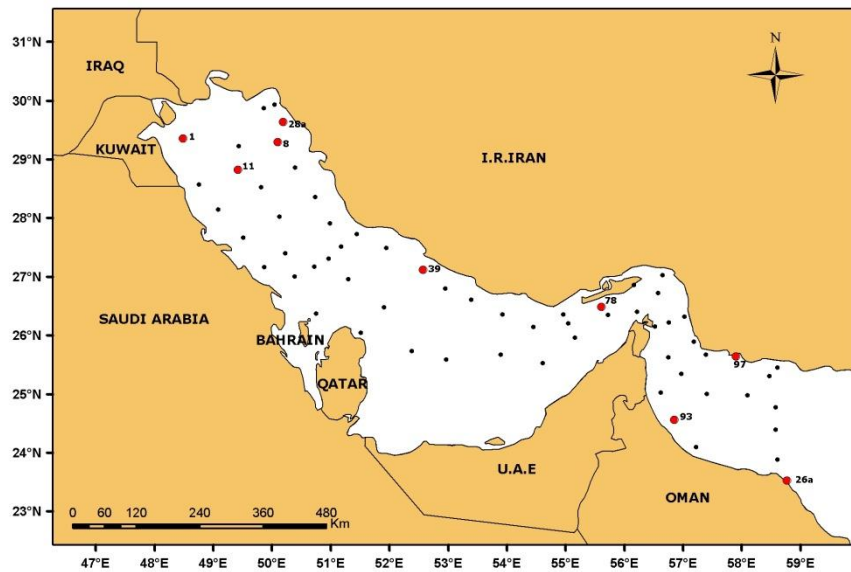 N
31°N
IRAQ
30°N
28a
1
8
KUWAIT
29°N
11
I.R.IRAN
28°N
39
27°N
78
SAUDI ARABIA
26°N
BAHRAIN
97
QATAR
25°N
93
24°N
U.A.E
26a
OMAN
23°N
0 60 120 240 360 480
Km
47°E 48°E 49°E 50°E 51°E 52°E 53°E 54°E 55°E 56°E 57°E 58°E 59°E